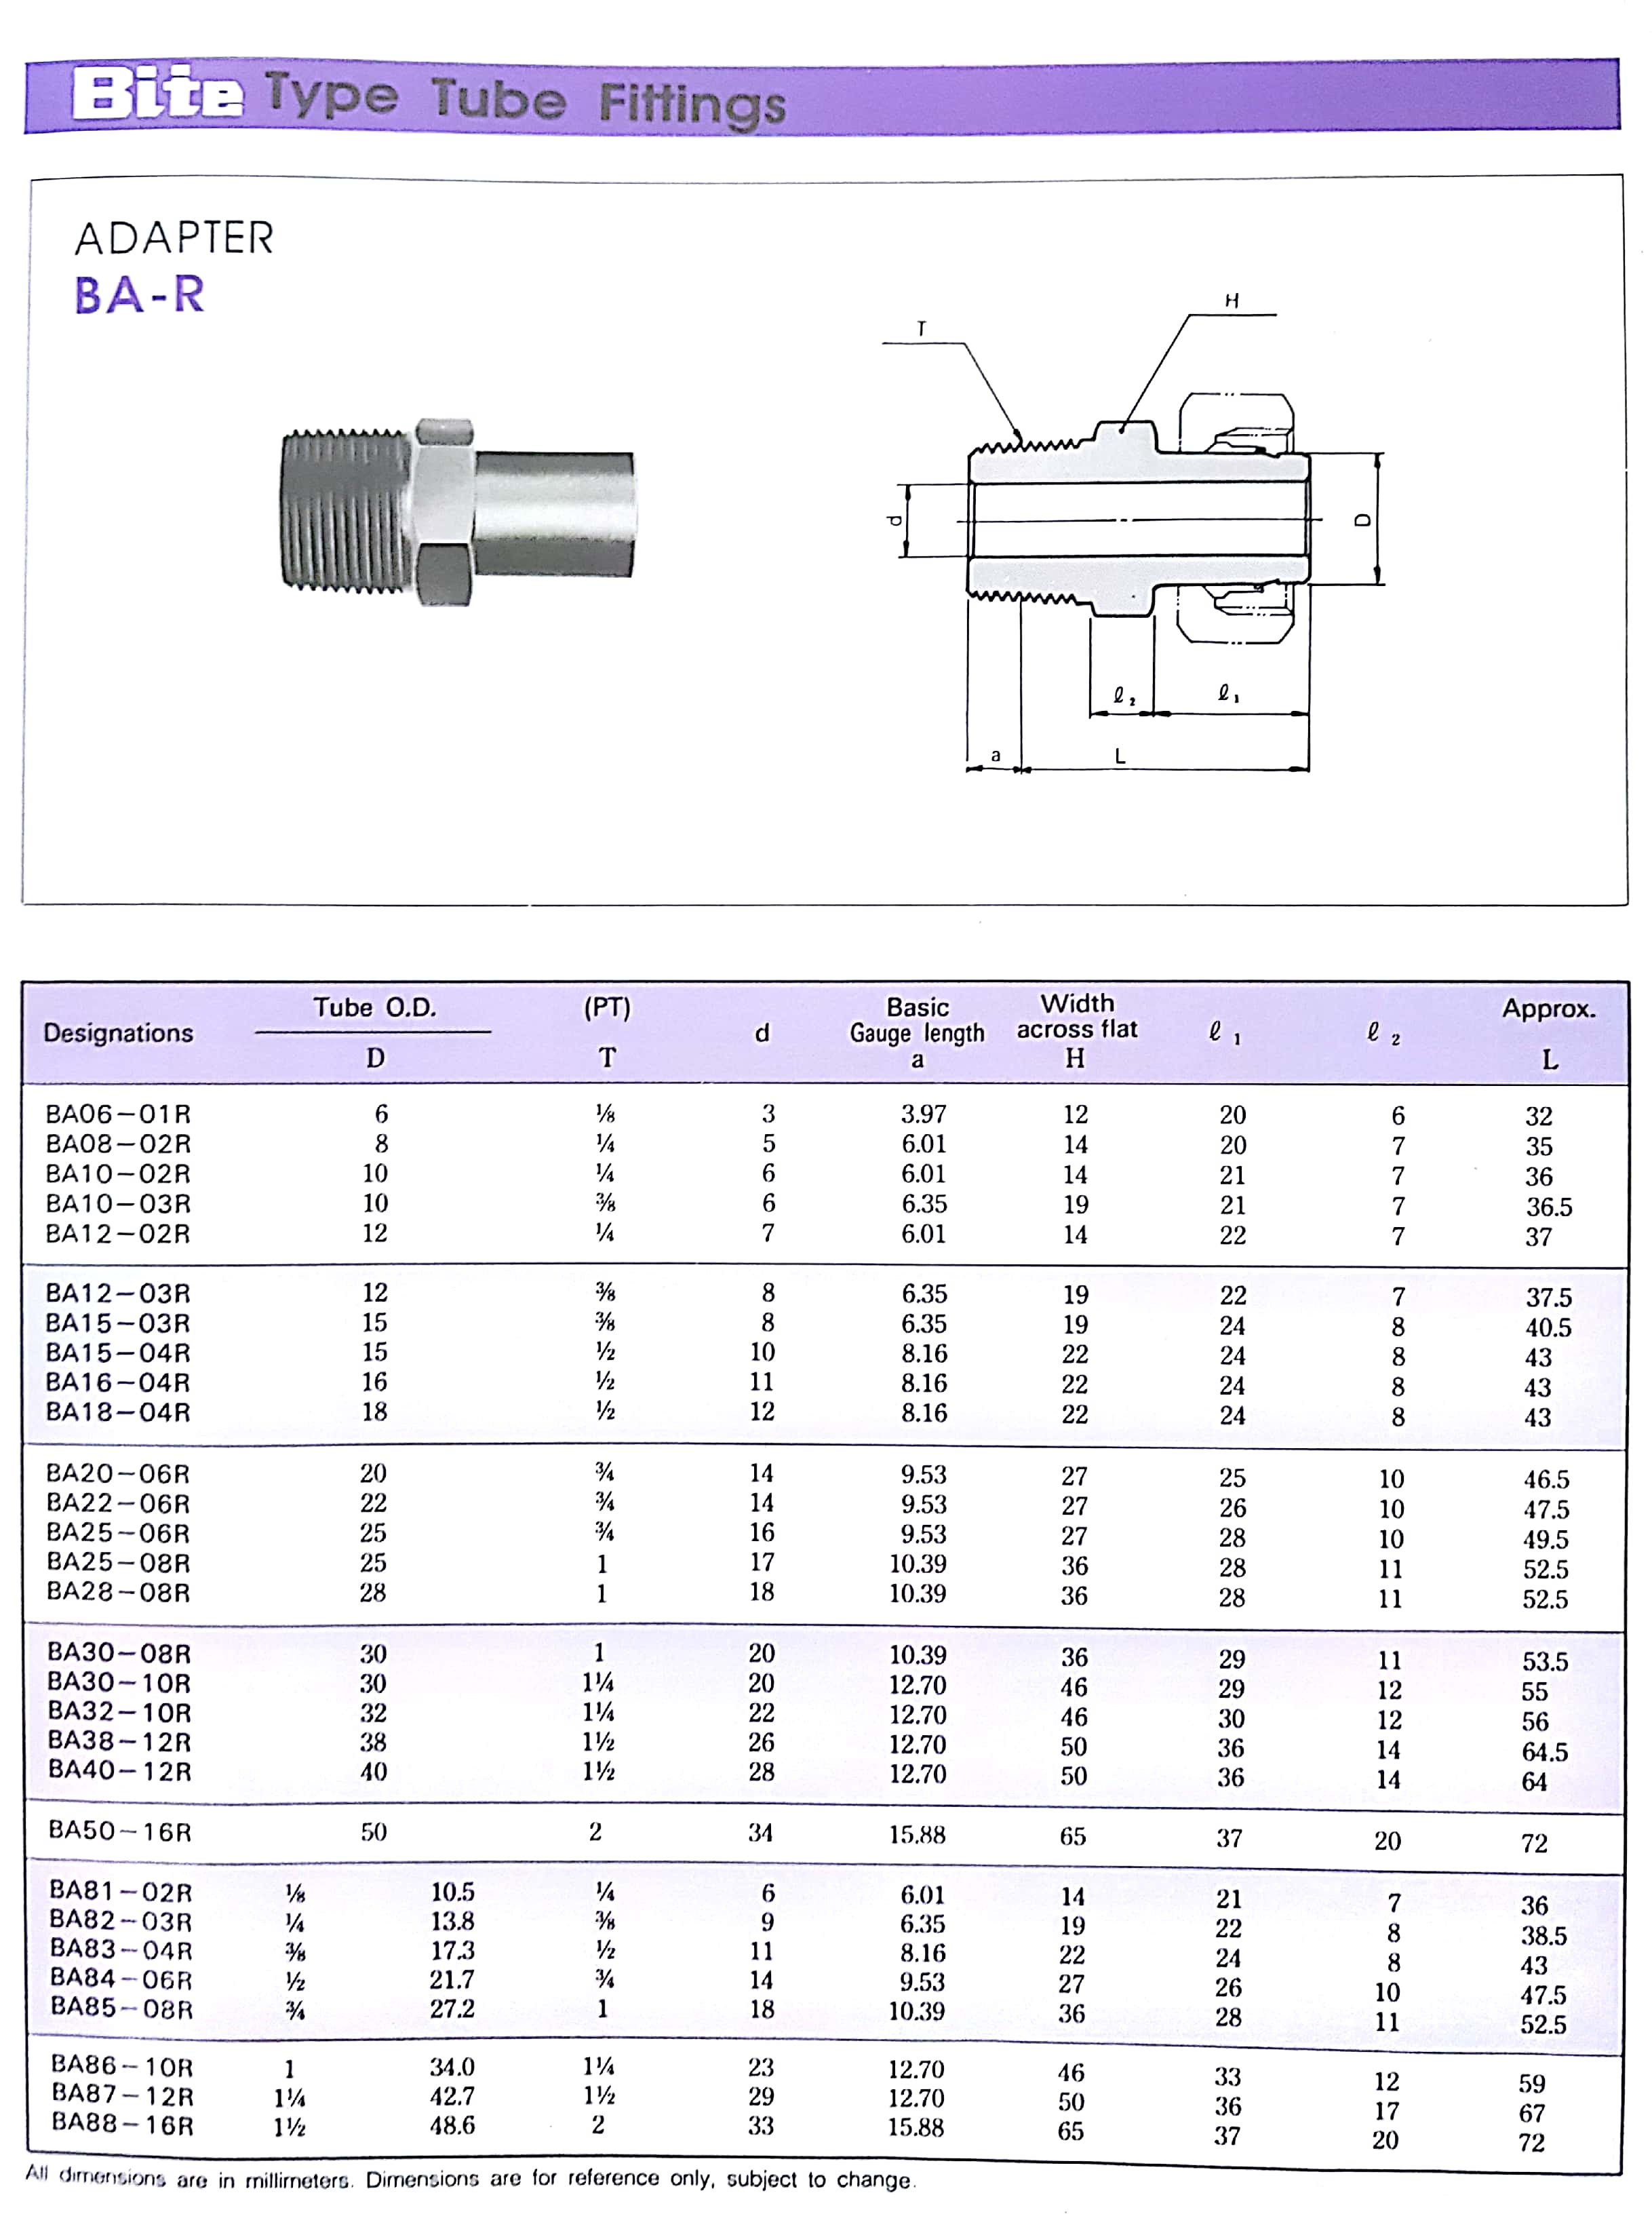 Bite Type Tube Fittings
ADAPTER
BA-R
H
T
d
D
ℓ₂ ℓ₁
a L
Designations Tube O.D. D (PT) T d Basic Gauge length a Width across flat H ℓ₁ ℓ₂ Approx. L
BA06-01R 6 ⅛ 3 3.97 12 20 6 32
BA08-02R 8 ¼ 5 6.01 14 20 7 35
BA10-02R 10 ¼ 6 6.01 14 21 7 36
BA10-03R 10 ⅜ 6 6.35 19 21 7 36.5
BA12-02R 12 ¼ 7 6.01 14 22 7 37
BA12-03R 12 ⅜ 8 6.35 19 22 7 37.5
BA15-03R 15 ⅜ 8 6.35 19 24 8 40.5
BA15-04R 15 ½ 10 8.16 22 24 8 43
BA16-04R 16 ½ 11 8.16 22 24 8 43
BA18-04R 18 ½ 12 8.16 22 24 8 43
BA20-06R 20 ¾ 14 9.53 27 25 10 46.5
BA22-06R 22 ¾ 14 9.53 27 26 10 47.5
BA25-06R 25 ¾ 16 9.53 27 28 10 49.5
BA25-08R 25 1 17 10.39 36 28 11 52.5
BA28-08R 28 1 18 10.39 36 28 11 52.5
BA30-08R 30 1 20 10.39 36 29 11 53.5
BA30-10R 30 1¼ 20 12.70 46 29 12 55
BA32-10R 32 1¼ 22 12.70 46 30 12 56
BA38-12R 38 1½ 26 12.70 50 36 14 64.5
BA40-12R 40 1½ 28 12.70 50 36 14 64
BA50-16R 50 2 34 15.88 65 37 20 72
BA81-02R ⅛ 10.5 ¼ 6 6.01 14 21 7 36
BA82-03R ¼ 13.8 ⅜ 9 6.35 19 22 8 38.5
BA83-04R ⅜ 17.3 ½ 11 8.16 22 24 8 43
BA84-06R ½ 21.7 ¾ 14 9.53 27 26 10 47.5
BA85-08R ¾ 27.2 1 18 10.39 36 28 11 52.5
BA86-10R 1 34.0 1¼ 23 12.70 46 33 12 59
BA87-12R 1¼ 42.7 1½ 29 12.70 50 36 17 67
BA88-16R 1½ 48.6 2 33 15.88 65 37 20 72
All dimensions are in millimeters. Dimensions are for reference only, subject to change.